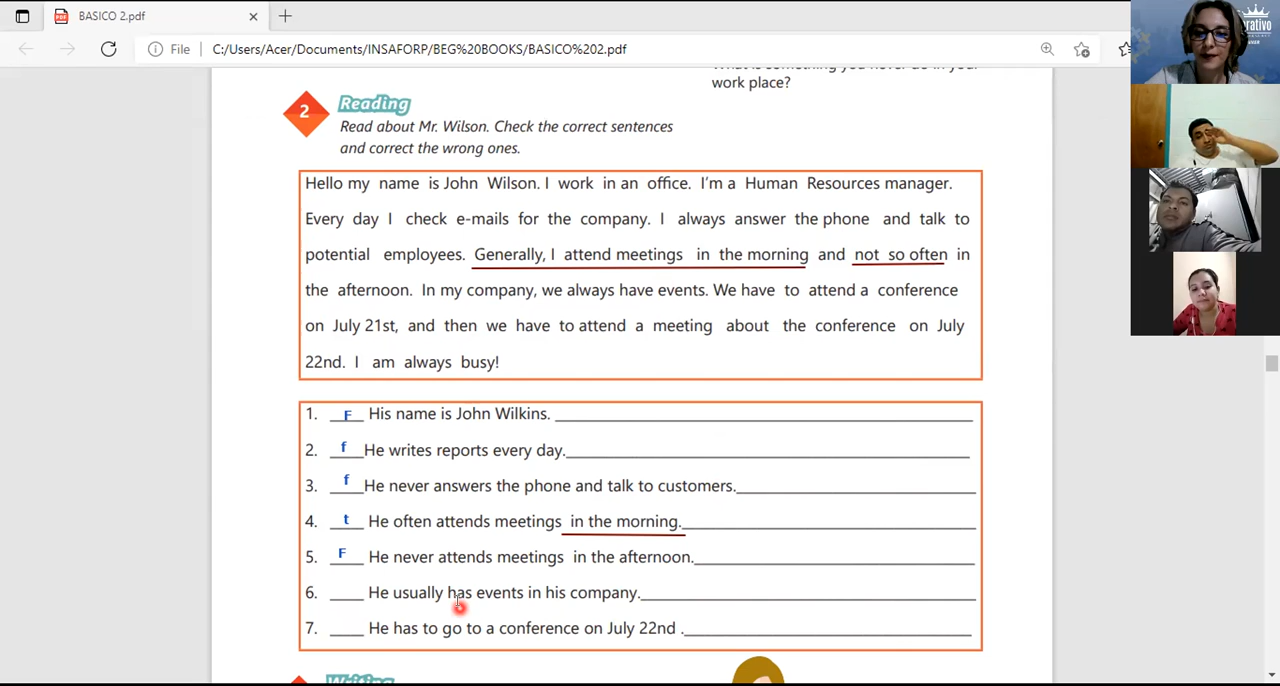 BASICO 2.pdf
File C:/Users/Acer/Documents/INSAFORP/BEG%20BOOKS/BASICO%202.pdf
work place?
2 Reading
Read about Mr. Wilson. Check the correct sentences
and correct the wrong ones.
Hello my name is John Wilson. I work in an office. I'm a Human Resources manager.
Every day I check e-mails for the company. I always answer the phone and talk to
potential employees. Generally, I attend meetings in the morning and not so often in
the afternoon. In my company, we always have events. We have to attend a conference
on July 21st, and then we have to attend a meeting about the conference on July
22nd. I am always busy!
1. F His name is John Wilkins.
2. f He writes reports every day.
3. f He never answers the phone and talk to customers.
4. t He often attends meetings in the morning.
5. F He never attends meetings in the afternoon.
6. ____ He usually has events in his company.
7. ____ He has to go to a conference on July 22nd .
Writing